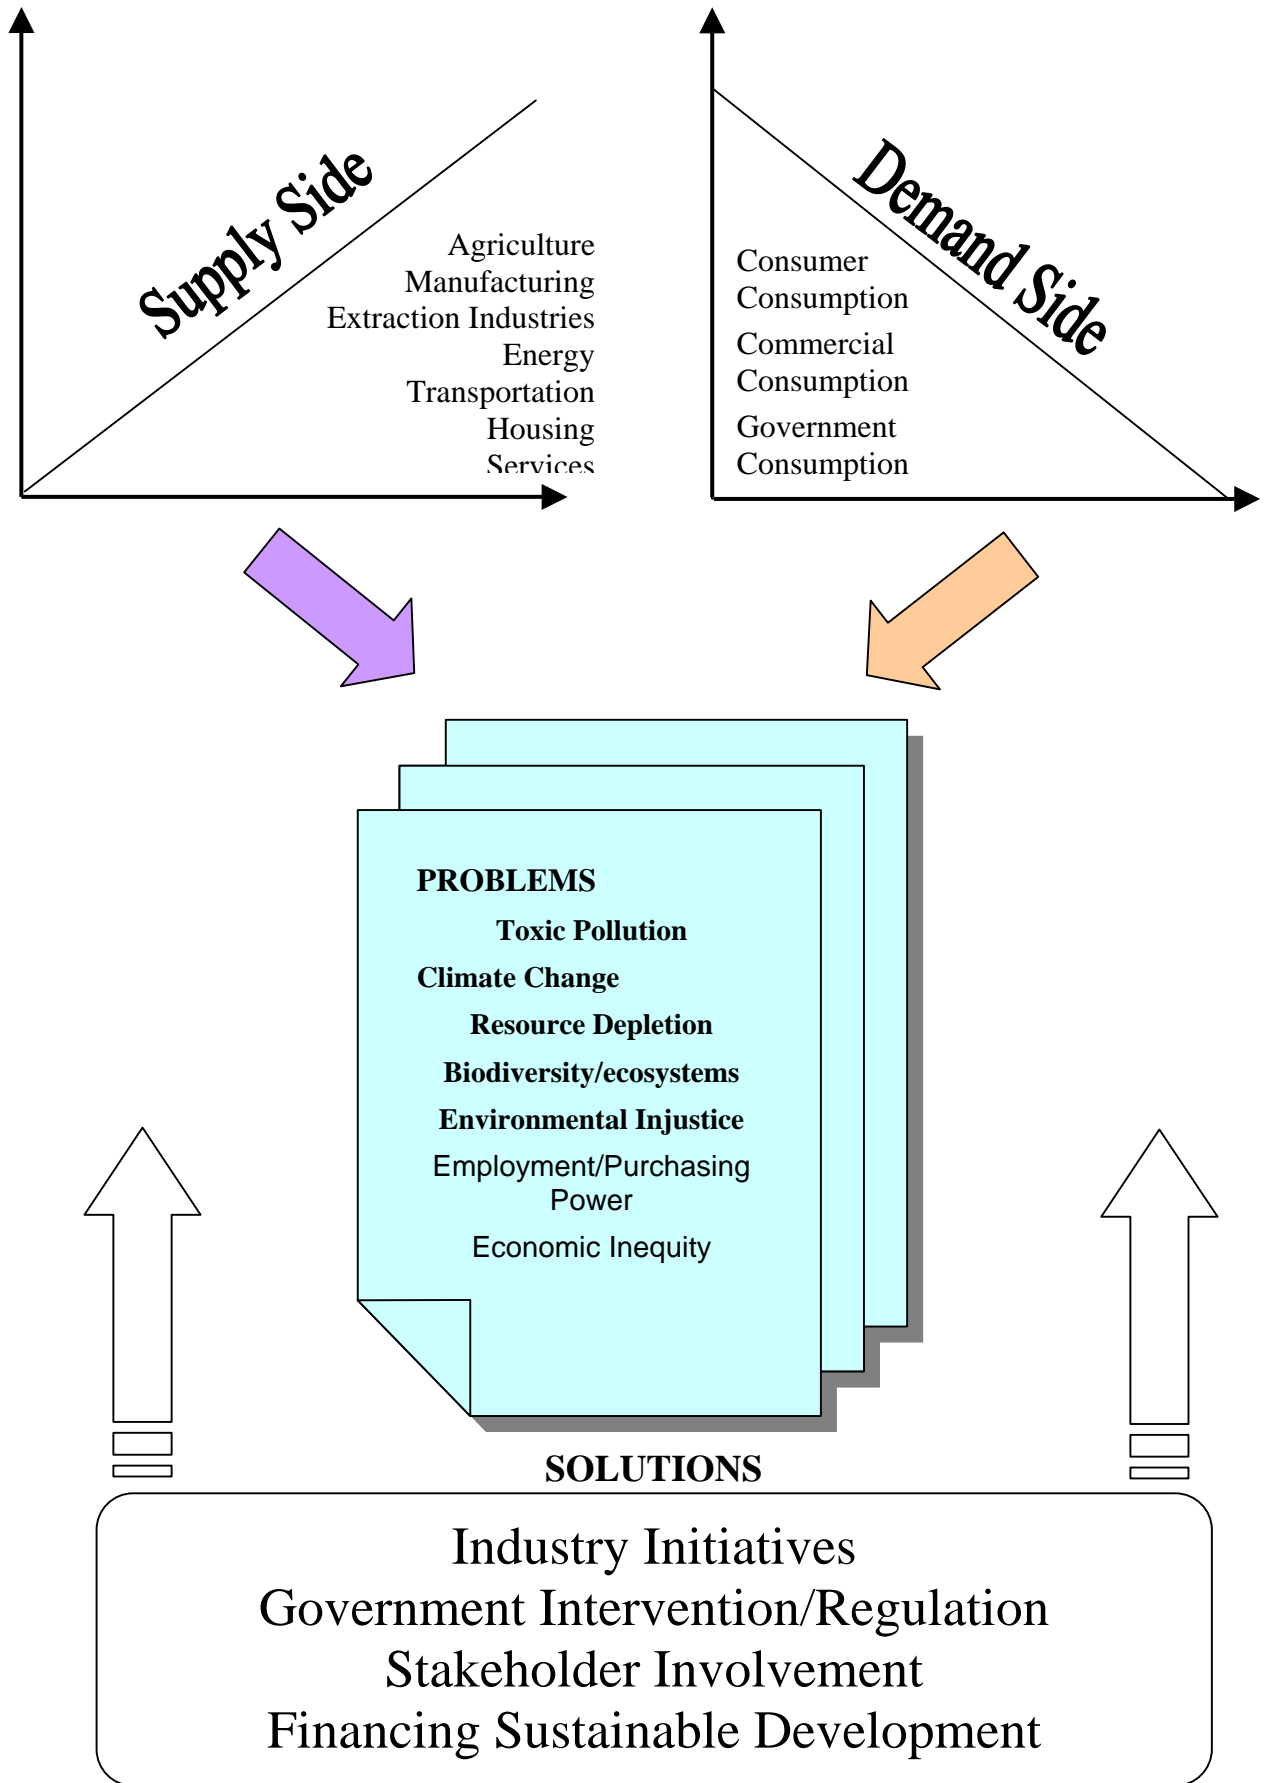 Supply Side
Agriculture
Manufacturing
Extraction Industries
Energy
Transportation
Housing
Services
Demand Side
Consumer
Consumption
Commercial
Consumption
Government
Consumption
PROBLEMS
Toxic Pollution
Climate Change
Resource Depletion
Biodiversity/ecosystems
Environmental Injustice
Employment/Purchasing
Power
Economic Inequity
SOLUTIONS
Industry Initiatives
Government Intervention/Regulation
Stakeholder Involvement
Financing Sustainable Development